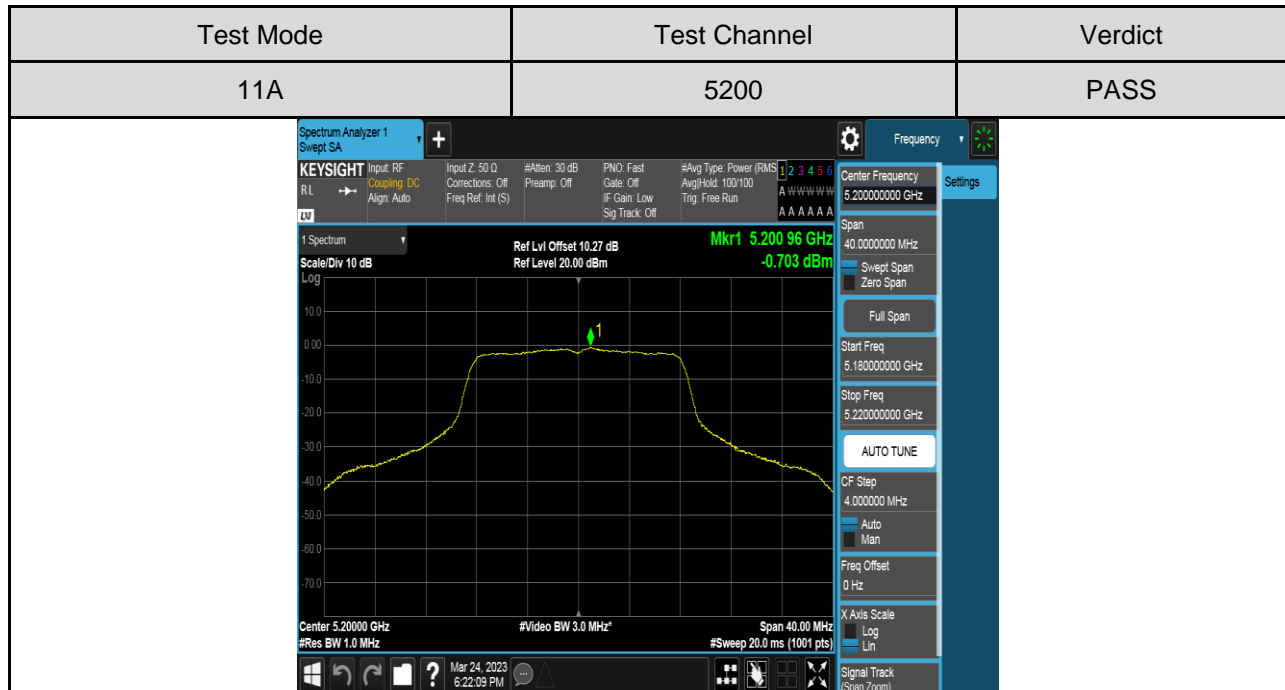 Test Mode Test Channel Verdict
11A 5200 PASS
Spectrum Analyzer 1
Swept SA
+
Frequency
KEYSIGHT
RL
LXI
Input: RF
Coupling: DC
Align: Auto
Input Z: 50 Ω
Corrections: Off
Freq Ref: Int (S)
#Atten: 30 dB
Preamp: Off
PNO: Fast
Gate: Off
IF Gain: Low
Sig Track: Off
#Avg Type: Power (RMS
Avg|Hold: 100/100
Trig: Free Run
1 2 3 4 5 6
A W W W W W
A A A A A A
1 Spectrum
Scale/Div 10 dB
Ref Lvl Offset 10.27 dB
Ref Level 20.00 dBm
Mkr1 5.200 96 GHz
-0.703 dBm
Log
10.0
0.00
-10.0
-20.0
-30.0
-40.0
-50.0
-60.0
-70.0
1
Center 5.20000 GHz
#Res BW 1.0 MHz
#Video BW 3.0 MHz*
Span 40.00 MHz
#Sweep 20.0 ms (1001 pts)
?
Mar 24, 2023
6:22:09 PM
Center Frequency
5.200000000 GHz
Settings
Span
40.0000000 MHz
Swept Span
Zero Span
Full Span
Start Freq
5.180000000 GHz
Stop Freq
5.220000000 GHz
AUTO TUNE
CF Step
4.000000 MHz
Auto
Man
Freq Offset
0 Hz
X Axis Scale
Log
Lin
Signal Track
(Span Zoom)